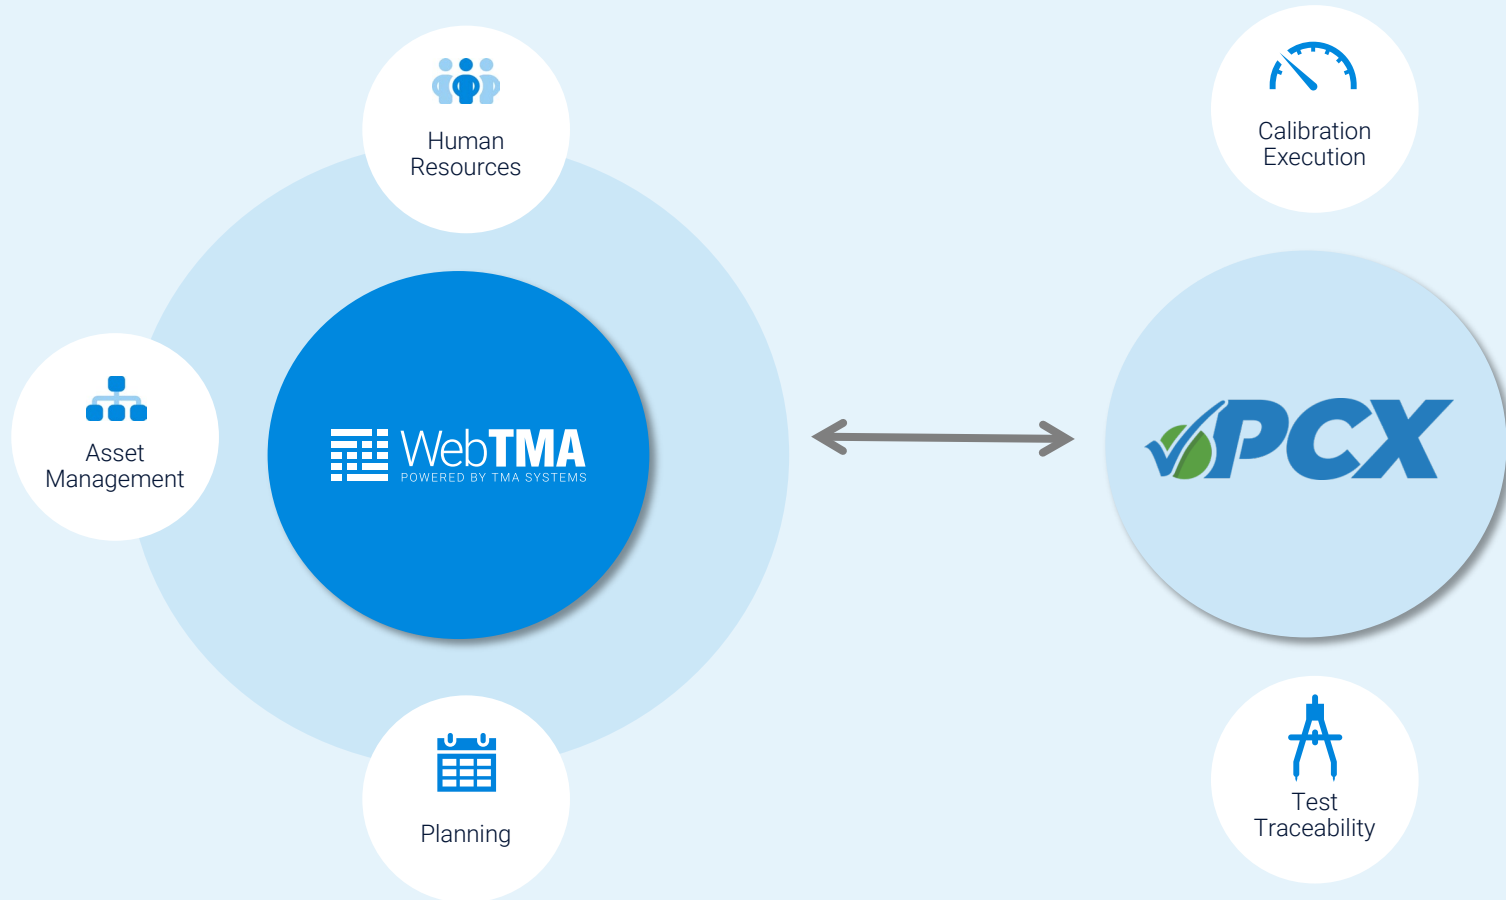 Human
Resources
Calibration
Execution
Asset
Management
WebTMA
POWERED BY TMA SYSTEMS
PCX
Planning
Test
Traceability